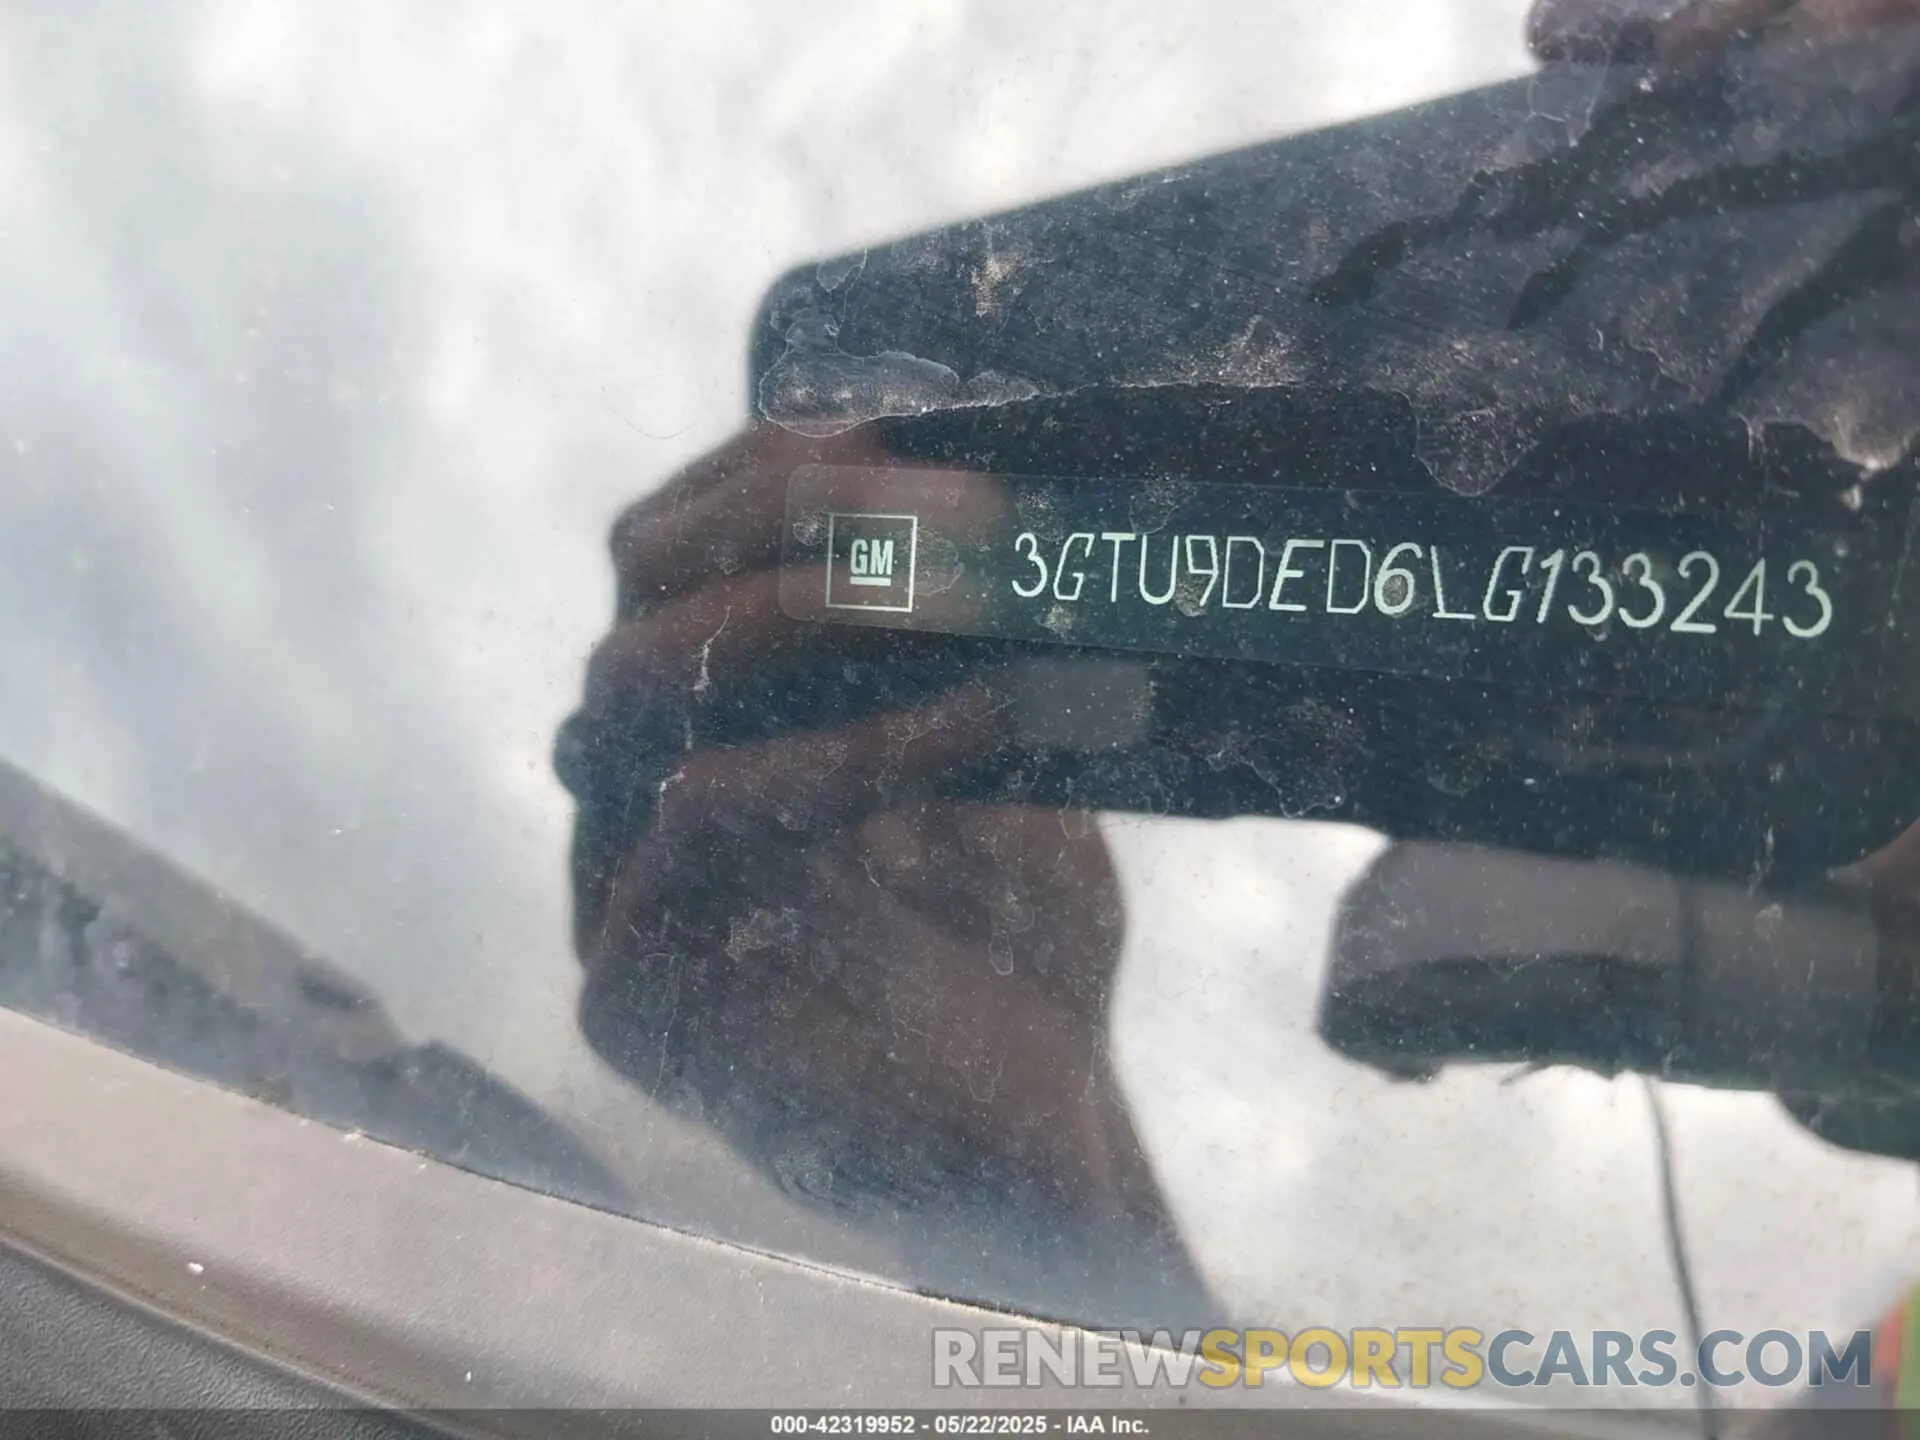 GM
3GTU9DED6LG133243
RENEWSPORTSCARS.COM
000-42319952 - 05/22/2025 - IAA Inc.